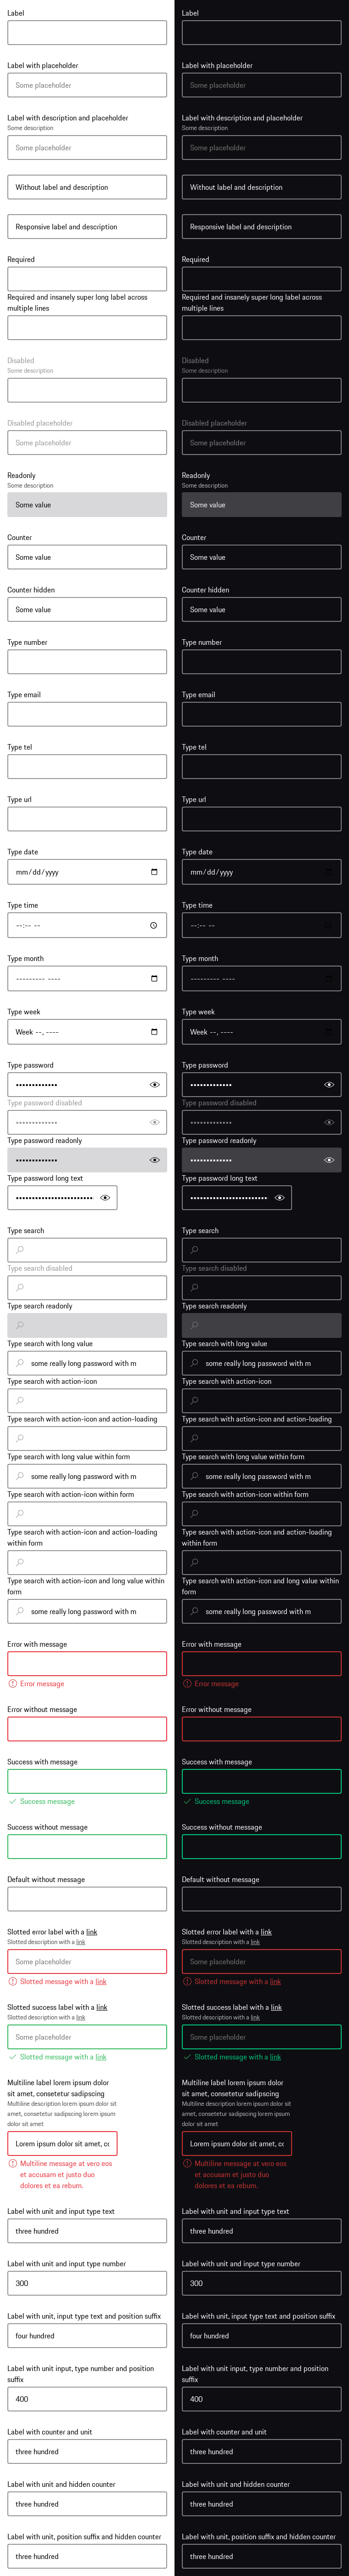 Label
Label with placeholder
Some placeholder
Label with description and placeholder
Some description
Some placeholder
Without label and description
Responsive label and description
Required
Required and insanely super long label across
multiple lines
Disabled
Some description
Disabled placeholder
Some placeholder
Readonly
Some description
Some value
Counter
Some value
Counter hidden
Some value
Type number
Type email
Type tel
Type url
Type date
mm/dd/yyyy
Type time
--:-- --
Type month
--------- ----
Type week
Week --, ----
Type password
••••••••••••••
Type password disabled
••••••••••••••
Type password readonly
••••••••••••••
Type password long text
••••••••••••••••••••••••••
Type search
Type search disabled
Type search readonly
Type search with long value
some really long password with m
Type search with action-icon
Type search with action-icon and action-loading
Type search with long value within form
some really long password with m
Type search with action-icon within form
Type search with action-icon and action-loading
within form
Type search with action-icon and long value within
form
some really long password with m
Error with message
Error message
Error without message
Success with message
Success message
Success without message
Default without message
Slotted error label with a link
Slotted description with a link
Some placeholder
Slotted message with a link
Slotted success label with a link
Slotted description with a link
Some placeholder
Slotted message with a link
Multiline label lorem ipsum dolor
sit amet, consetetur sadipscing
Multiline description lorem ipsum dolor sit
amet, consetetur sadipscing lorem ipsum
dolor sit amet
Lorem ipsum dolor sit amet, cc
Multiline message at vero eos
et accusam et justo duo
dolores et ea rebum.
Label with unit and input type text
three hundred
Label with unit and input type number
300
Label with unit, input type text and position suffix
four hundred
Label with unit input, type number and position
suffix
400
Label with counter and unit
three hundred
Label with unit and hidden counter
three hundred
Label with unit, position suffix and hidden counter
three hundred
Label
Label with placeholder
Some placeholder
Label with description and placeholder
Some description
Some placeholder
Without label and description
Responsive label and description
Required
Required and insanely super long label across
multiple lines
Disabled
Some description
Disabled placeholder
Some placeholder
Readonly
Some description
Some value
Counter
Some value
Counter hidden
Some value
Type number
Type email
Type tel
Type url
Type date
mm/dd/yyyy
Type time
--:-- --
Type month
--------- ----
Type week
Week --, ----
Type password
••••••••••••••
Type password disabled
••••••••••••••
Type password readonly
••••••••••••••
Type password long text
••••••••••••••••••••••••••
Type search
Type search disabled
Type search readonly
Type search with long value
some really long password with m
Type search with action-icon
Type search with action-icon and action-loading
Type search with long value within form
some really long password with m
Type search with action-icon within form
Type search with action-icon and action-loading
within form
Type search with action-icon and long value within
form
some really long password with m
Error with message
Error message
Error without message
Success with message
Success message
Success without message
Default without message
Slotted error label with a link
Slotted description with a link
Some placeholder
Slotted message with a link
Slotted success label with a link
Slotted description with a link
Some placeholder
Slotted message with a link
Multiline label lorem ipsum dolor
sit amet, consetetur sadipscing
Multiline description lorem ipsum dolor sit
amet, consetetur sadipscing lorem ipsum
dolor sit amet
Lorem ipsum dolor sit amet, cc
Multiline message at vero eos
et accusam et justo duo
dolores et ea rebum.
Label with unit and input type text
three hundred
Label with unit and input type number
300
Label with unit, input type text and position suffix
four hundred
Label with unit input, type number and position
suffix
400
Label with counter and unit
three hundred
Label with unit and hidden counter
three hundred
Label with unit, position suffix and hidden counter
three hundred